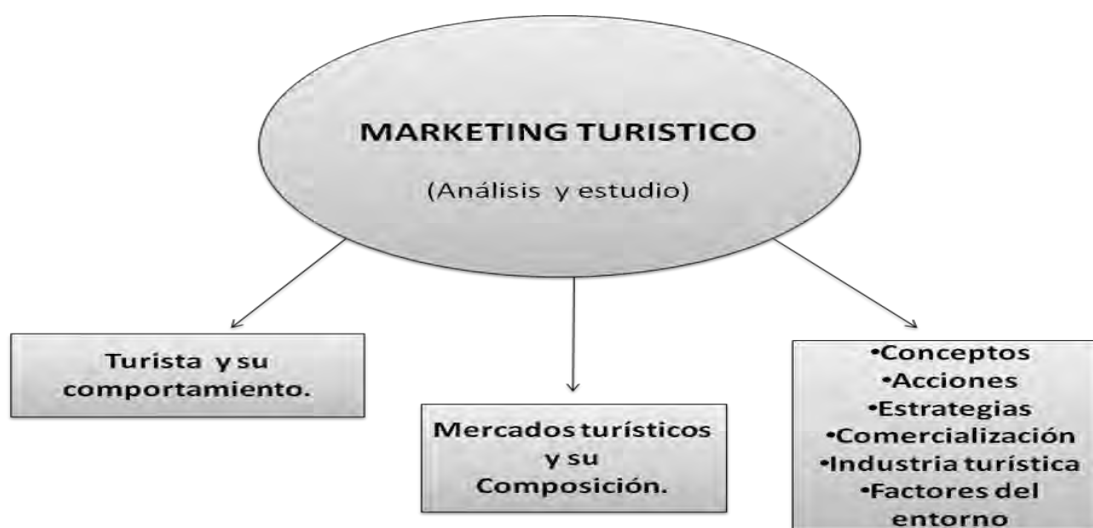 MARKETING TURISTICO
(Análisis y estudio)
Turista y su
comportamiento.
Mercados turísticos
y su
Composición.
•Conceptos
•Acciones
•Estrategias
•Comercialización
•Industria turística
•Factores del
entorno